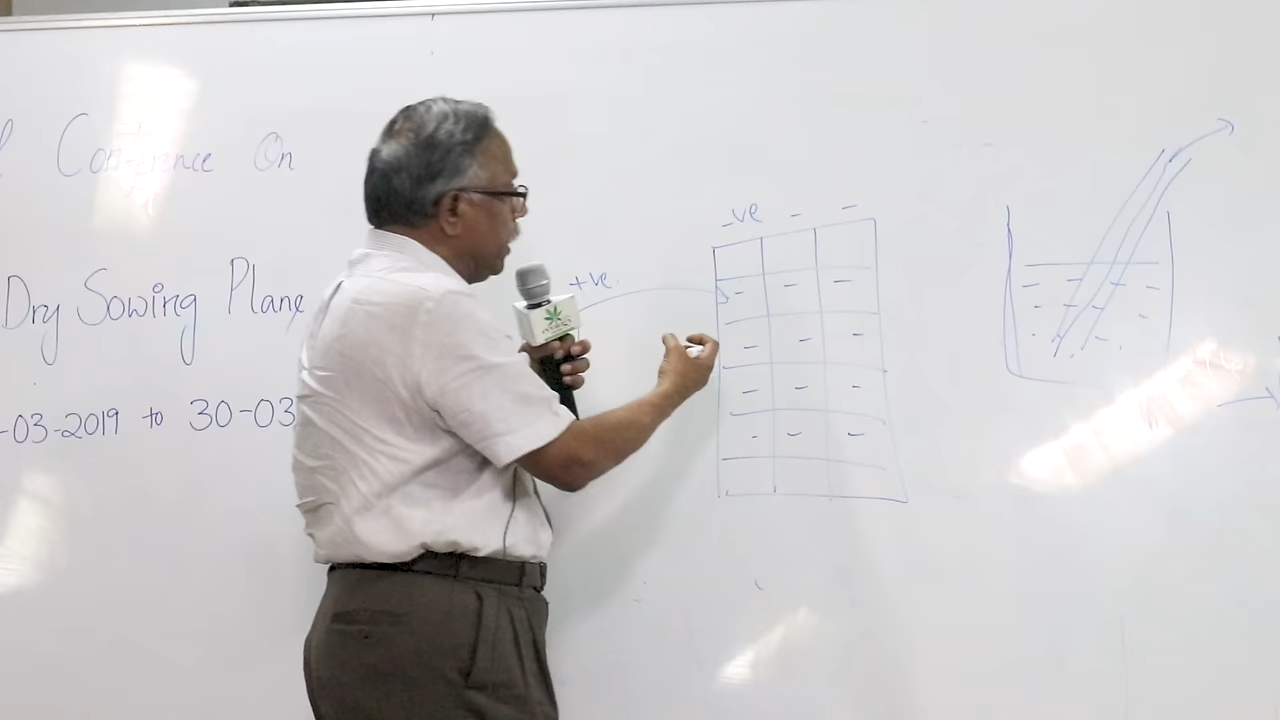 Conference On
Dry Sowing Plane
-03-2019 to 30-03
+ve
-ve - -